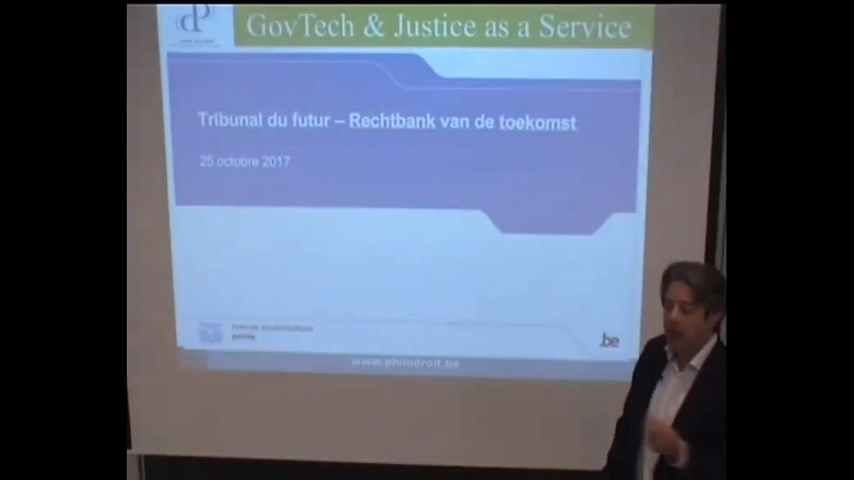 GovTech & Justice as a Service
Tribunal du futur – Rechtbank van de toekomst
25 octobre 2017
.be
www.philodroit.be